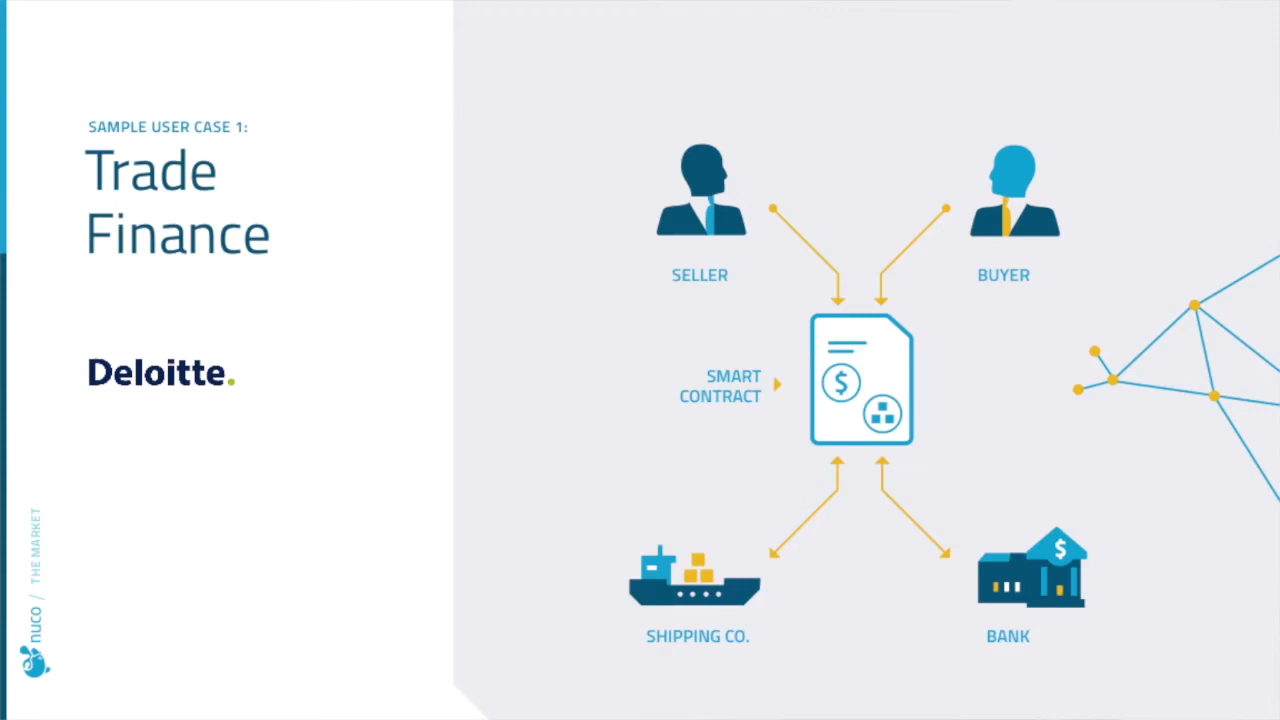 SAMPLE USER CASE 1:
Trade
Finance
Deloitte.
SELLER
BUYER
SMART
CONTRACT
$
SHIPPING CO.
$
BANK
nuco / THE MARKET